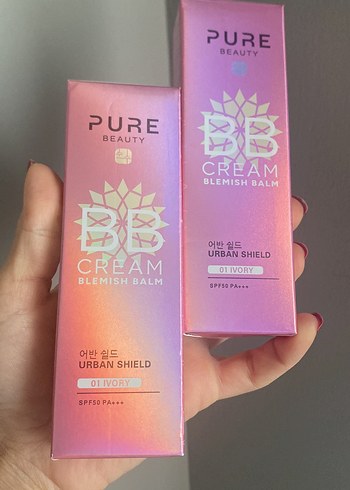 PURE
BEAUTY
BB
CREAM
BLEMISH BALM
어반 쉴드
URBAN SHIELD
01 IVORY
SPF50 PA+++
PURE
BEAUTY
BB
CREAM
BLEMISH BALM
어반 쉴드
URBAN SHIELD
01 IVORY
SPF50 PA+++